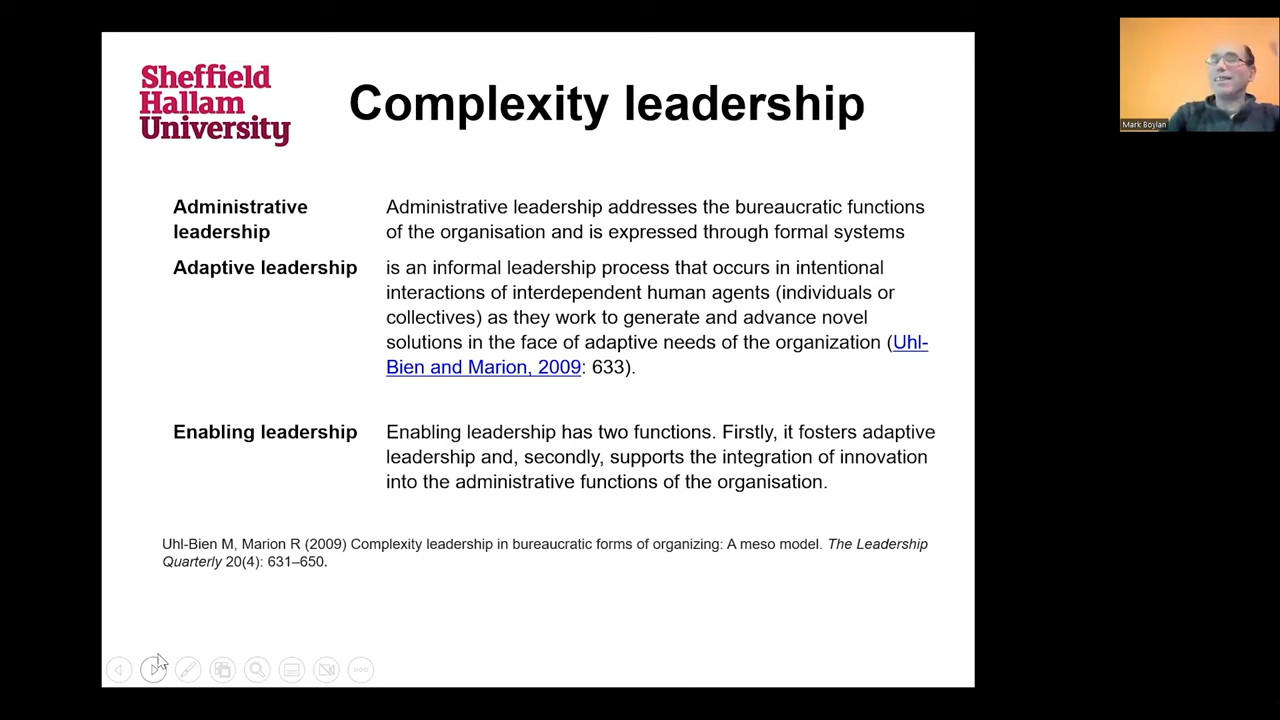 Sheffield
Hallam
University
Complexity leadership
Mark Boylan
Administrative
leadership
Administrative leadership addresses the bureaucratic functions
of the organisation and is expressed through formal systems
Adaptive leadership
is an informal leadership process that occurs in intentional
interactions of interdependent human agents (individuals or
collectives) as they work to generate and advance novel
solutions in the face of adaptive needs of the organization (Uhl-
Bien and Marion, 2009: 633).
Enabling leadership
Enabling leadership has two functions. Firstly, it fosters adaptive
leadership and, secondly, supports the integration of innovation
into the administrative functions of the organisation.
Uhl-Bien M, Marion R (2009) Complexity leadership in bureaucratic forms of organizing: A meso model. The Leadership
Quarterly 20(4): 631–650.